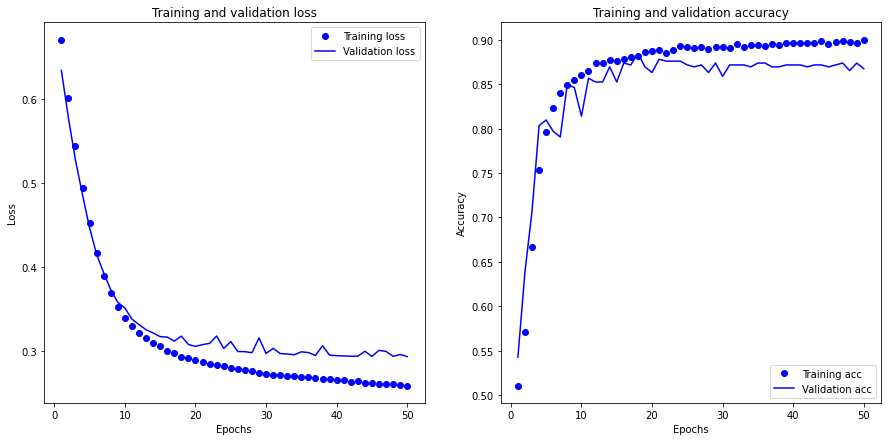 Training and validation loss
Training loss
Validation loss
0.6
0.5
0.4
0.3
Loss
0
10
20
30
40
50
Epochs
Training and validation accuracy
0.90
0.85
0.80
0.75
0.70
0.65
0.60
0.55
0.50
Accuracy
Training acc
Validation acc
0
10
20
30
40
50
Epochs